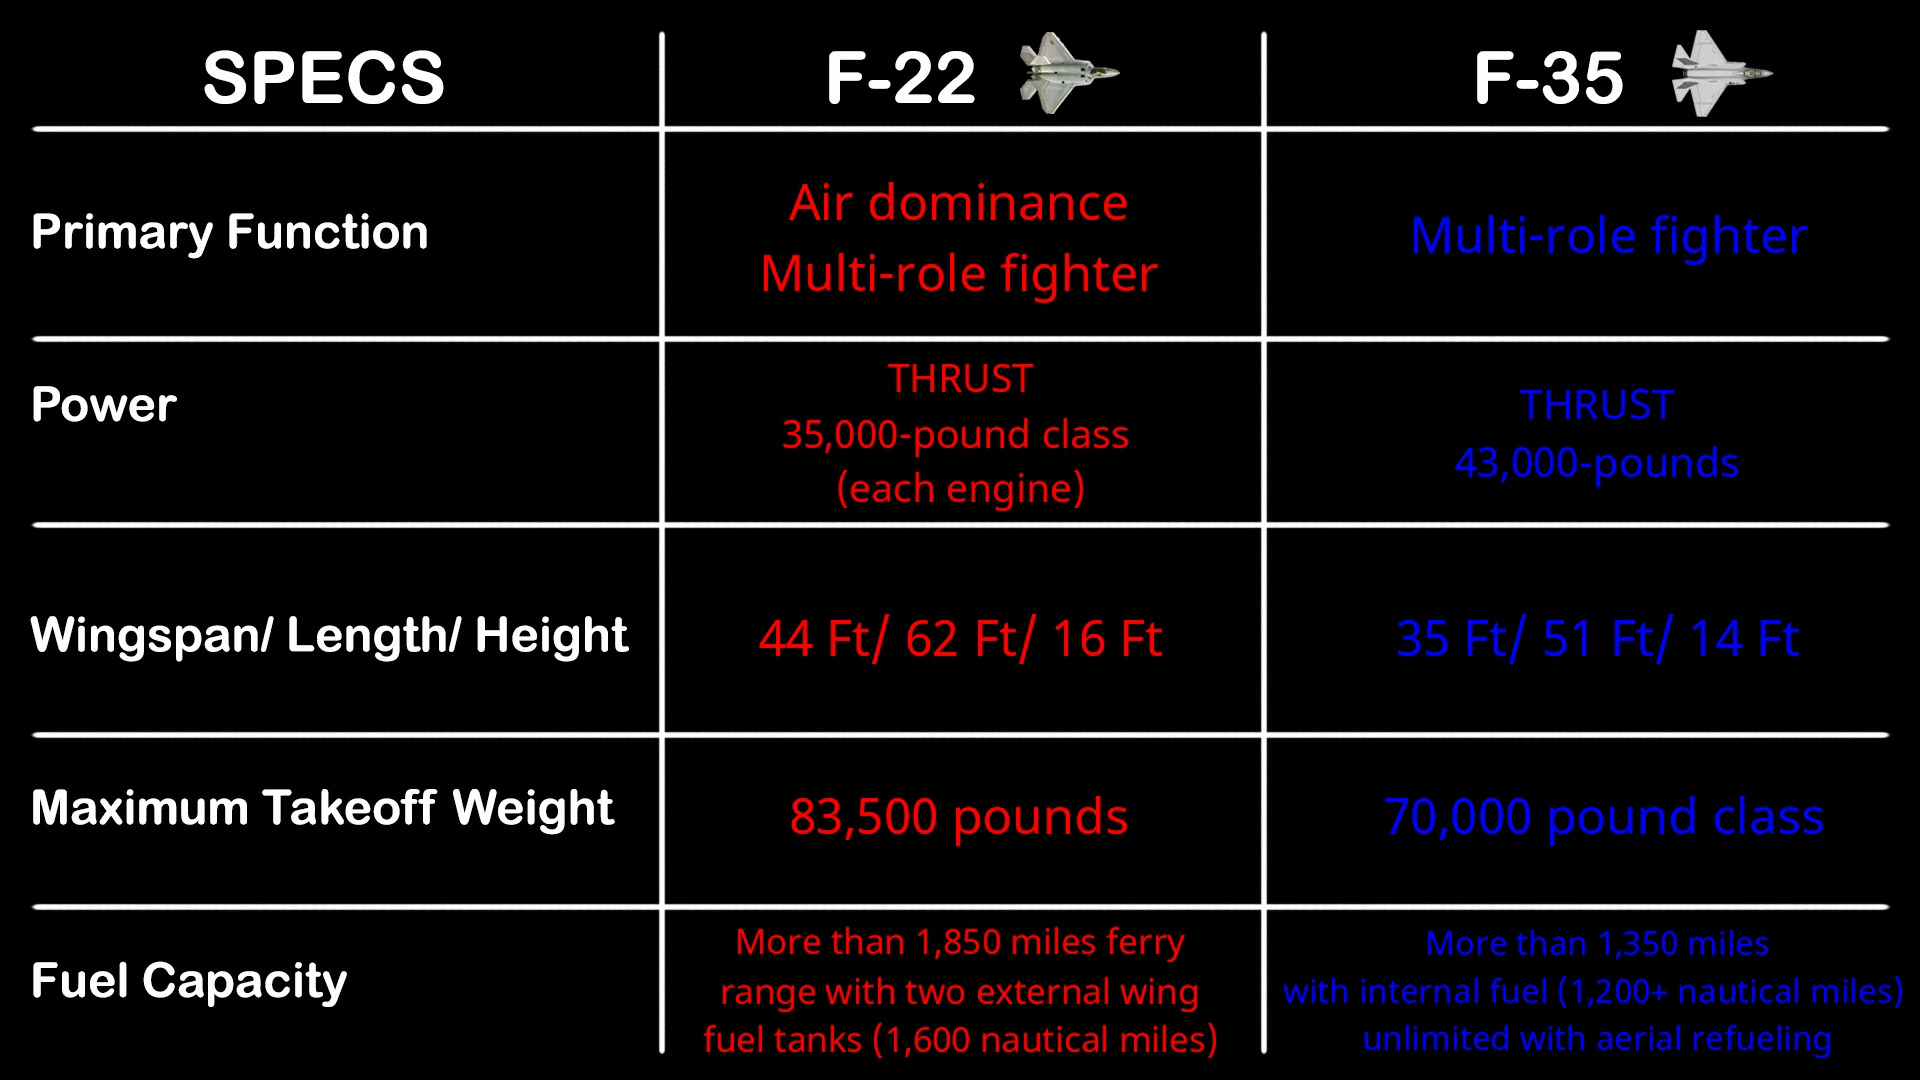 SPECS
F-22
F-35
Primary Function
Air dominance
Multi-role fighter
Multi-role fighter
Power
THRUST
35,000-pound class
(each engine)
THRUST
43,000-pounds
Wingspan/ Length/ Height
44 Ft/ 62 Ft/ 16 Ft
35 Ft/ 51 Ft/ 14 Ft
Maximum Takeoff Weight
83,500 pounds
70,000 pound class
Fuel Capacity
More than 1,850 miles ferry
range with two external wing
fuel tanks (1,600 nautical miles)
More than 1,350 miles
with internal fuel (1,200+ nautical miles)
unlimited with aerial refueling